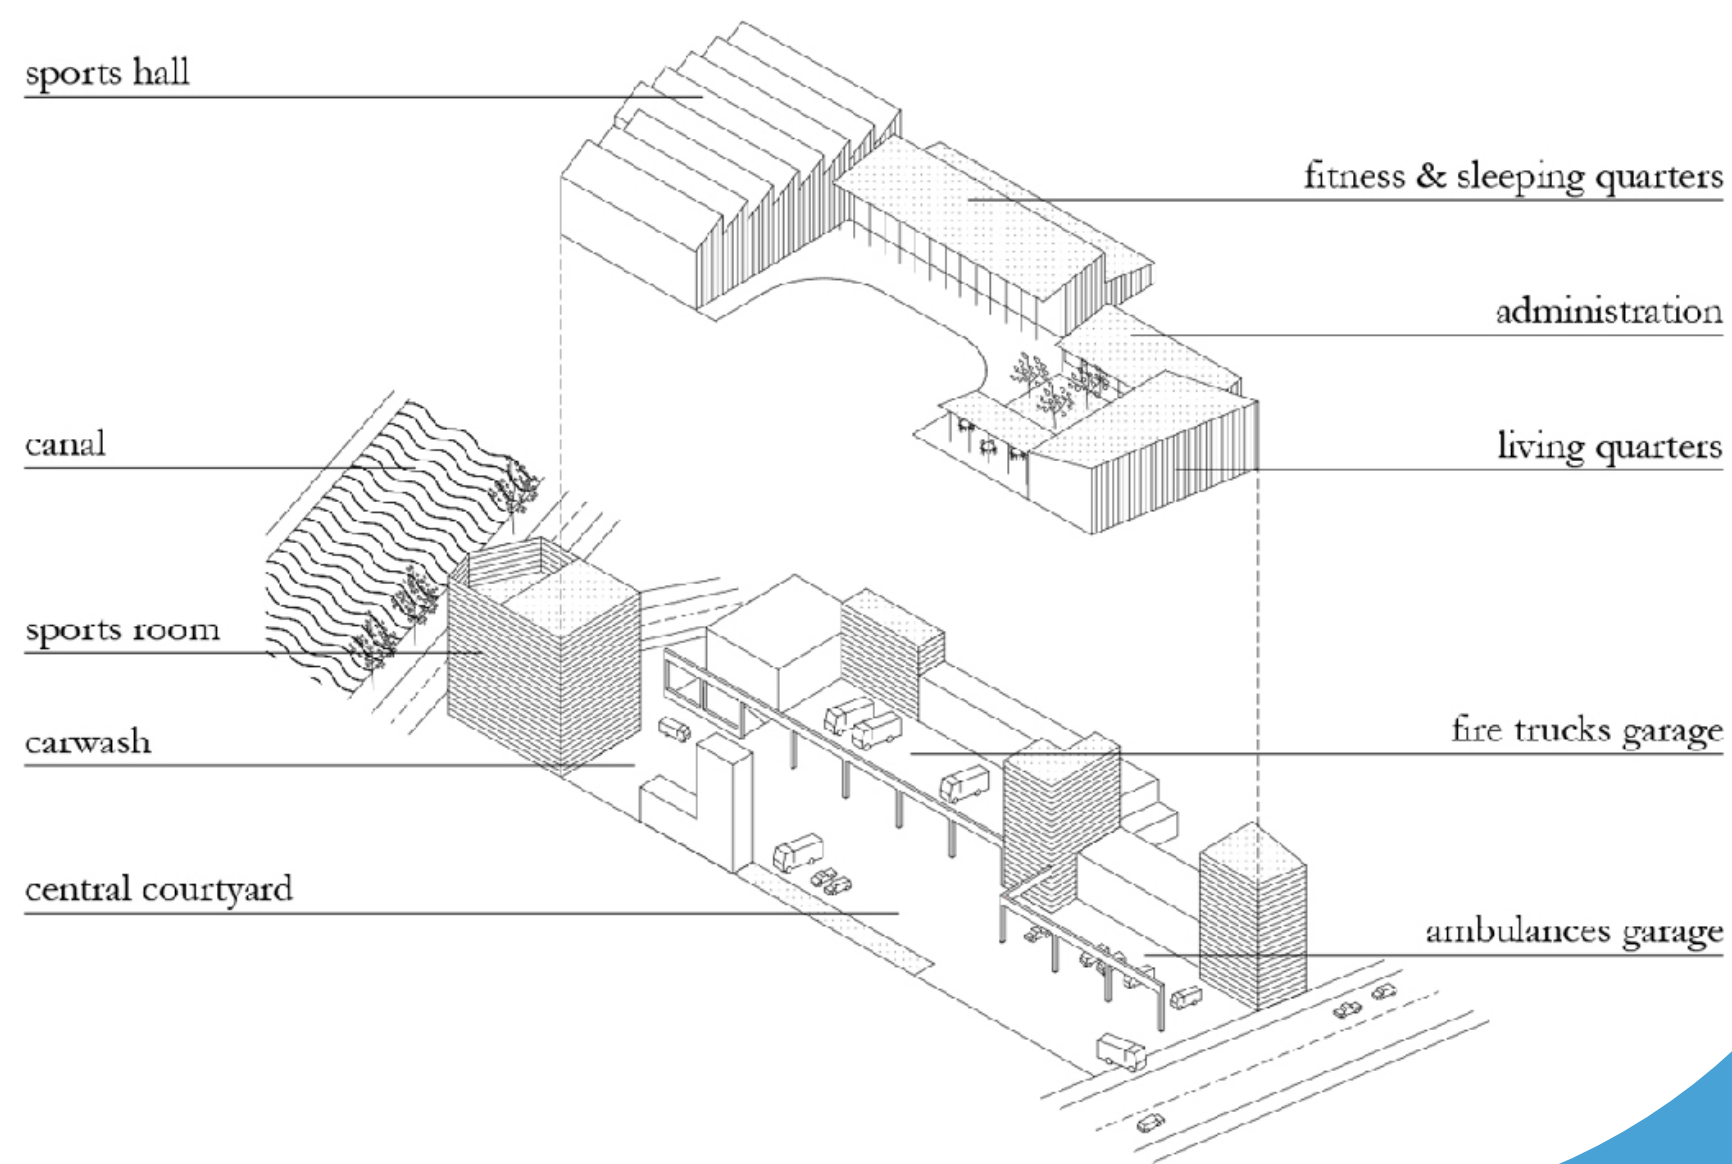 sports hall
fitness & sleeping quarters
administration
canal
living quarters
sports room
fire trucks garage
carwash
central courtyard
ambulances garage